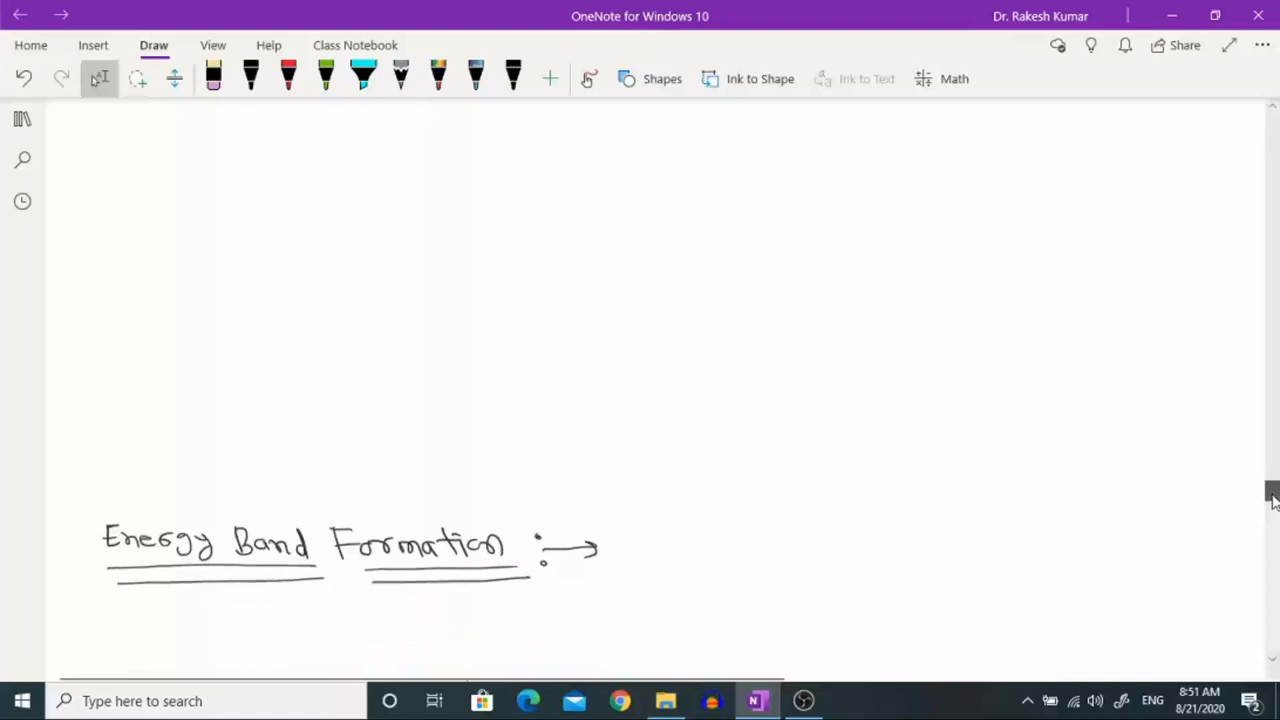 OneNote for Windows 10
Dr. Rakesh Kumar
Home Insert Draw View Help Class Notebook
Share
Shapes Ink to Shape Ink to Text Math
Energy Band Formation :→
Type here to search
ENG
8:51 AM
8/21/2020
2